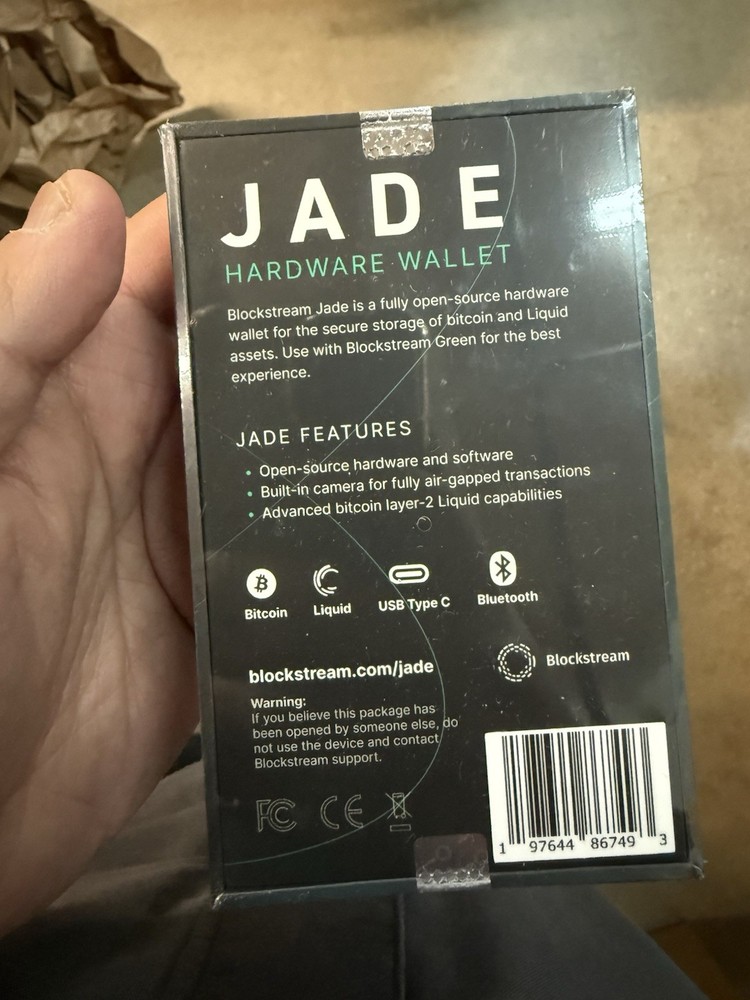 JADE
HARDWARE WALLET
Blockstream Jade is a fully open-source hardware
wallet for the secure storage of bitcoin and Liquid
assets. Use with Blockstream Green for the best
experience.
JADE FEATURES
• Open-source hardware and software
• Built-in camera for fully air-gapped transactions
• Advanced bitcoin layer-2 Liquid capabilities
Bitcoin Liquid USB Type C Bluetooth
blockstream.com/jade
Blockstream
Warning:
If you believe this package has
been opened by someone else, do
not use the device and contact
Blockstream support.
FC CE
1 97644 86749 3